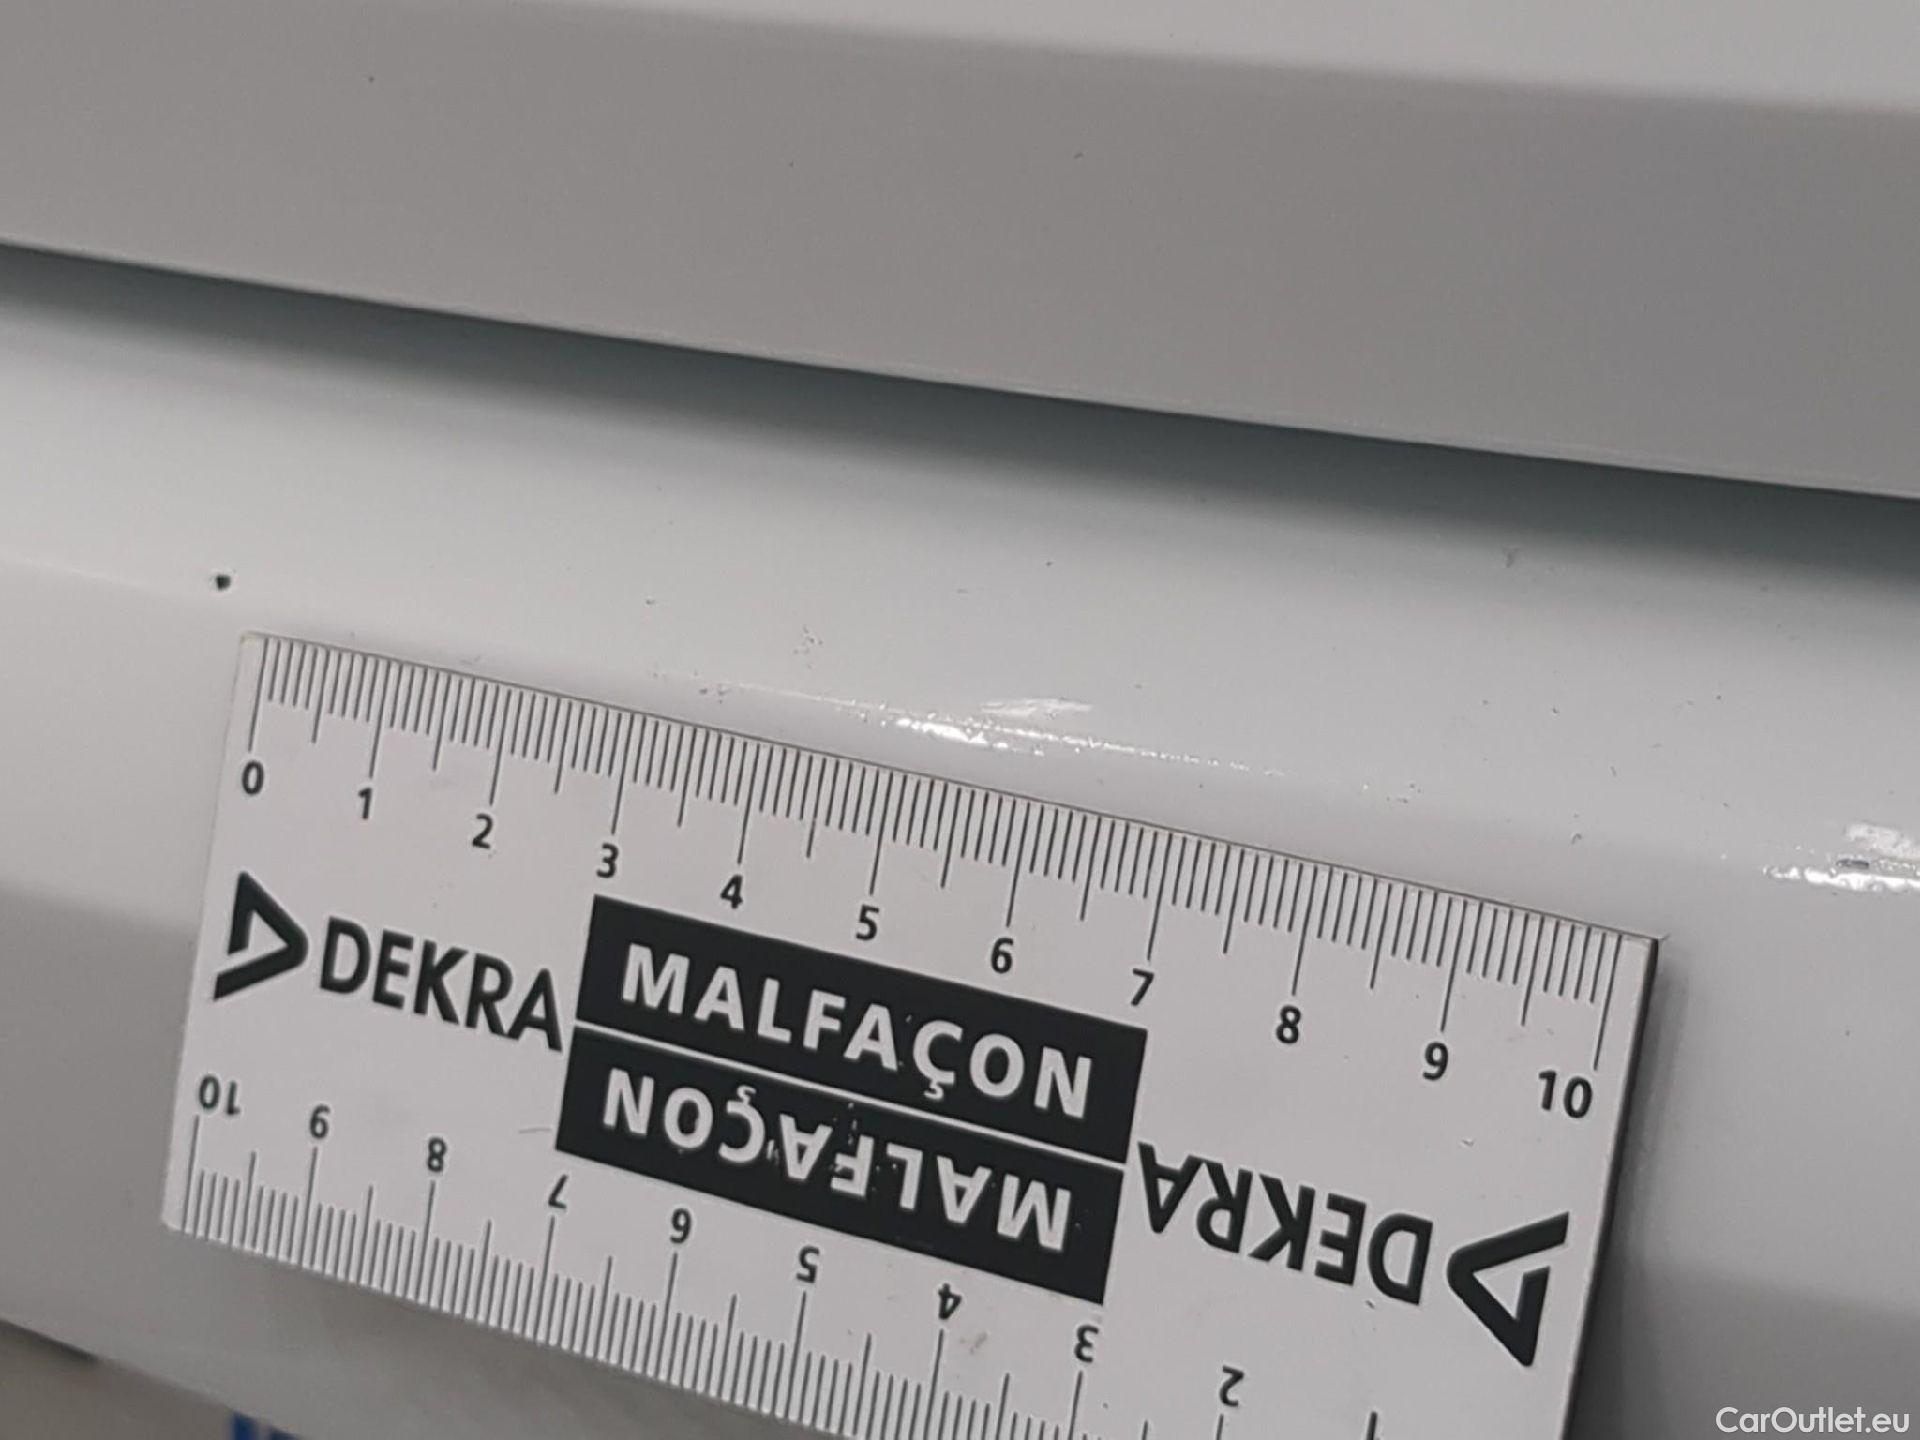 0 1 2 3 4 5 6 7 8 9 10
DEKRA MALFAÇON
MALFAÇON DEKRA
10 9 8 7 6 5 4 3 2
CarOutlet.eu